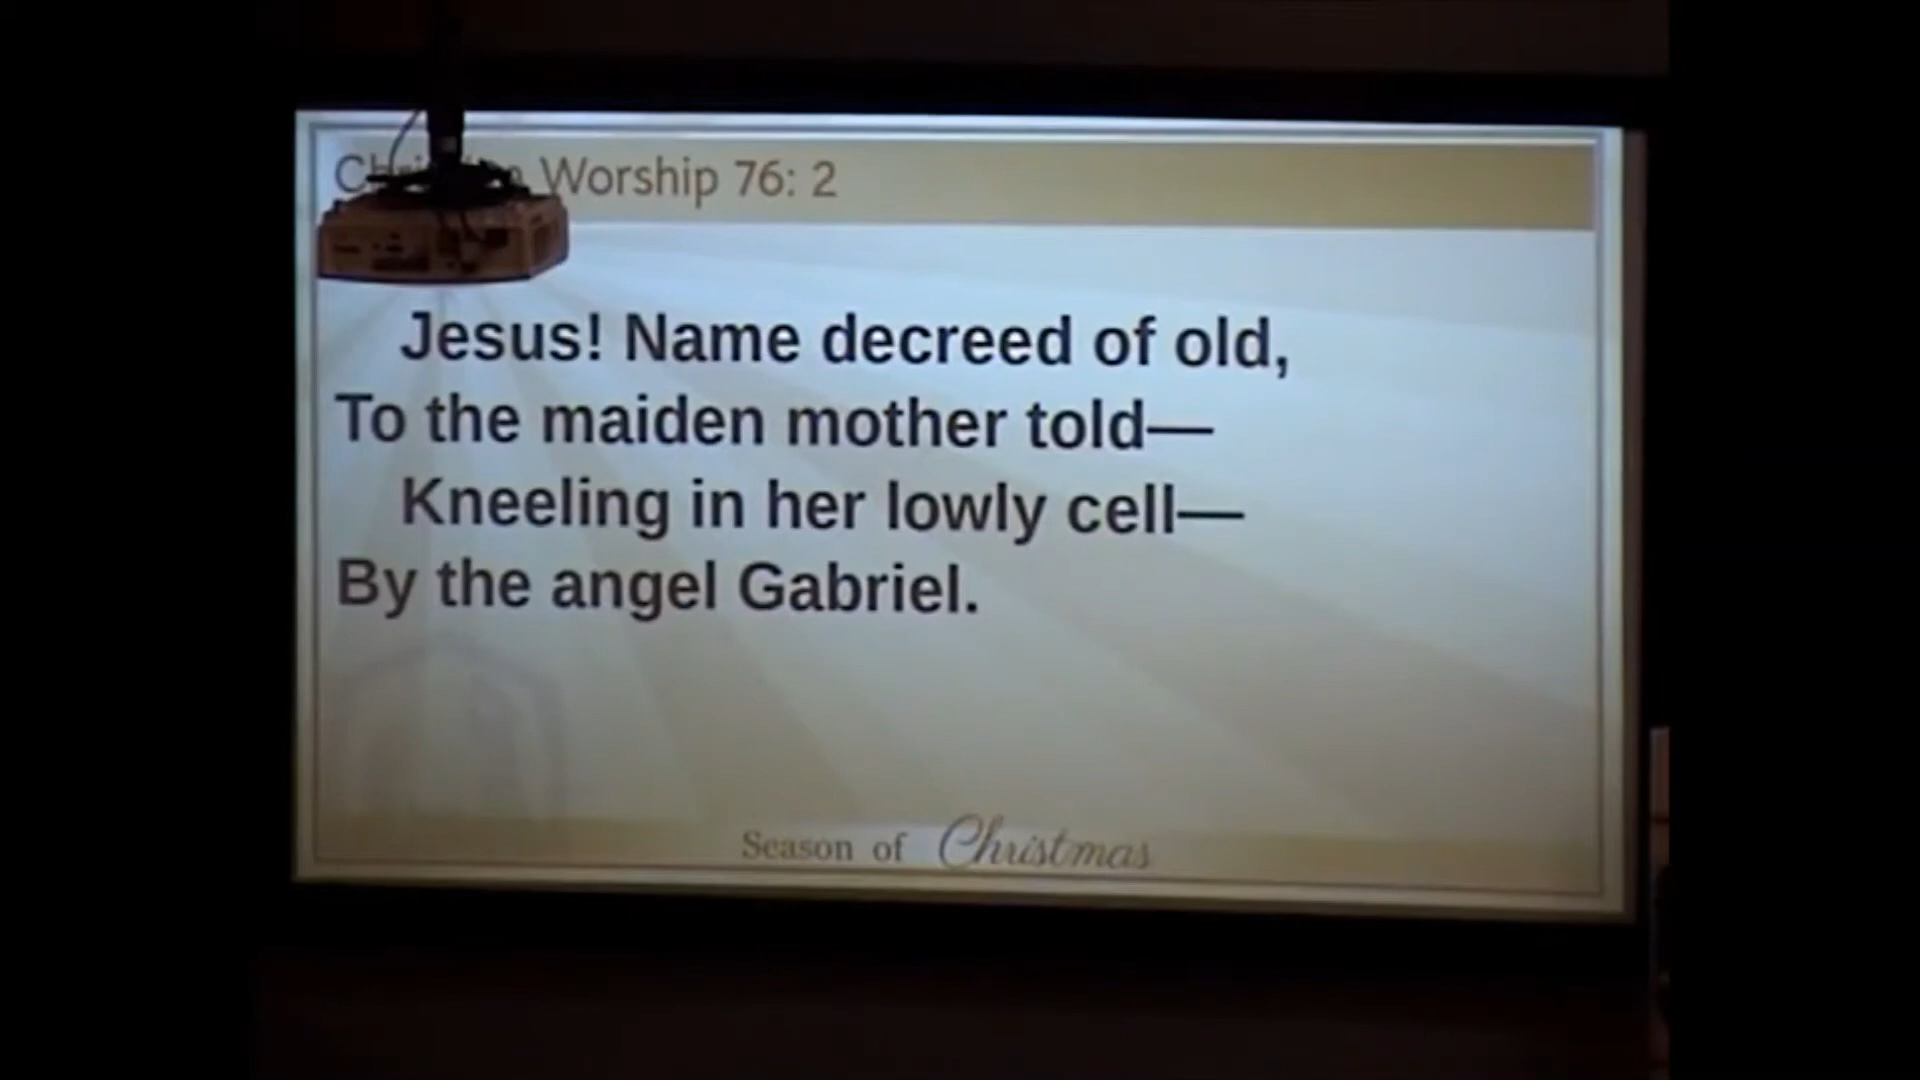 Christian Worship 76: 2
Jesus! Name decreed of old,
To the maiden mother told—
Kneeling in her lowly cell—
By the angel Gabriel.
Season of Christmas